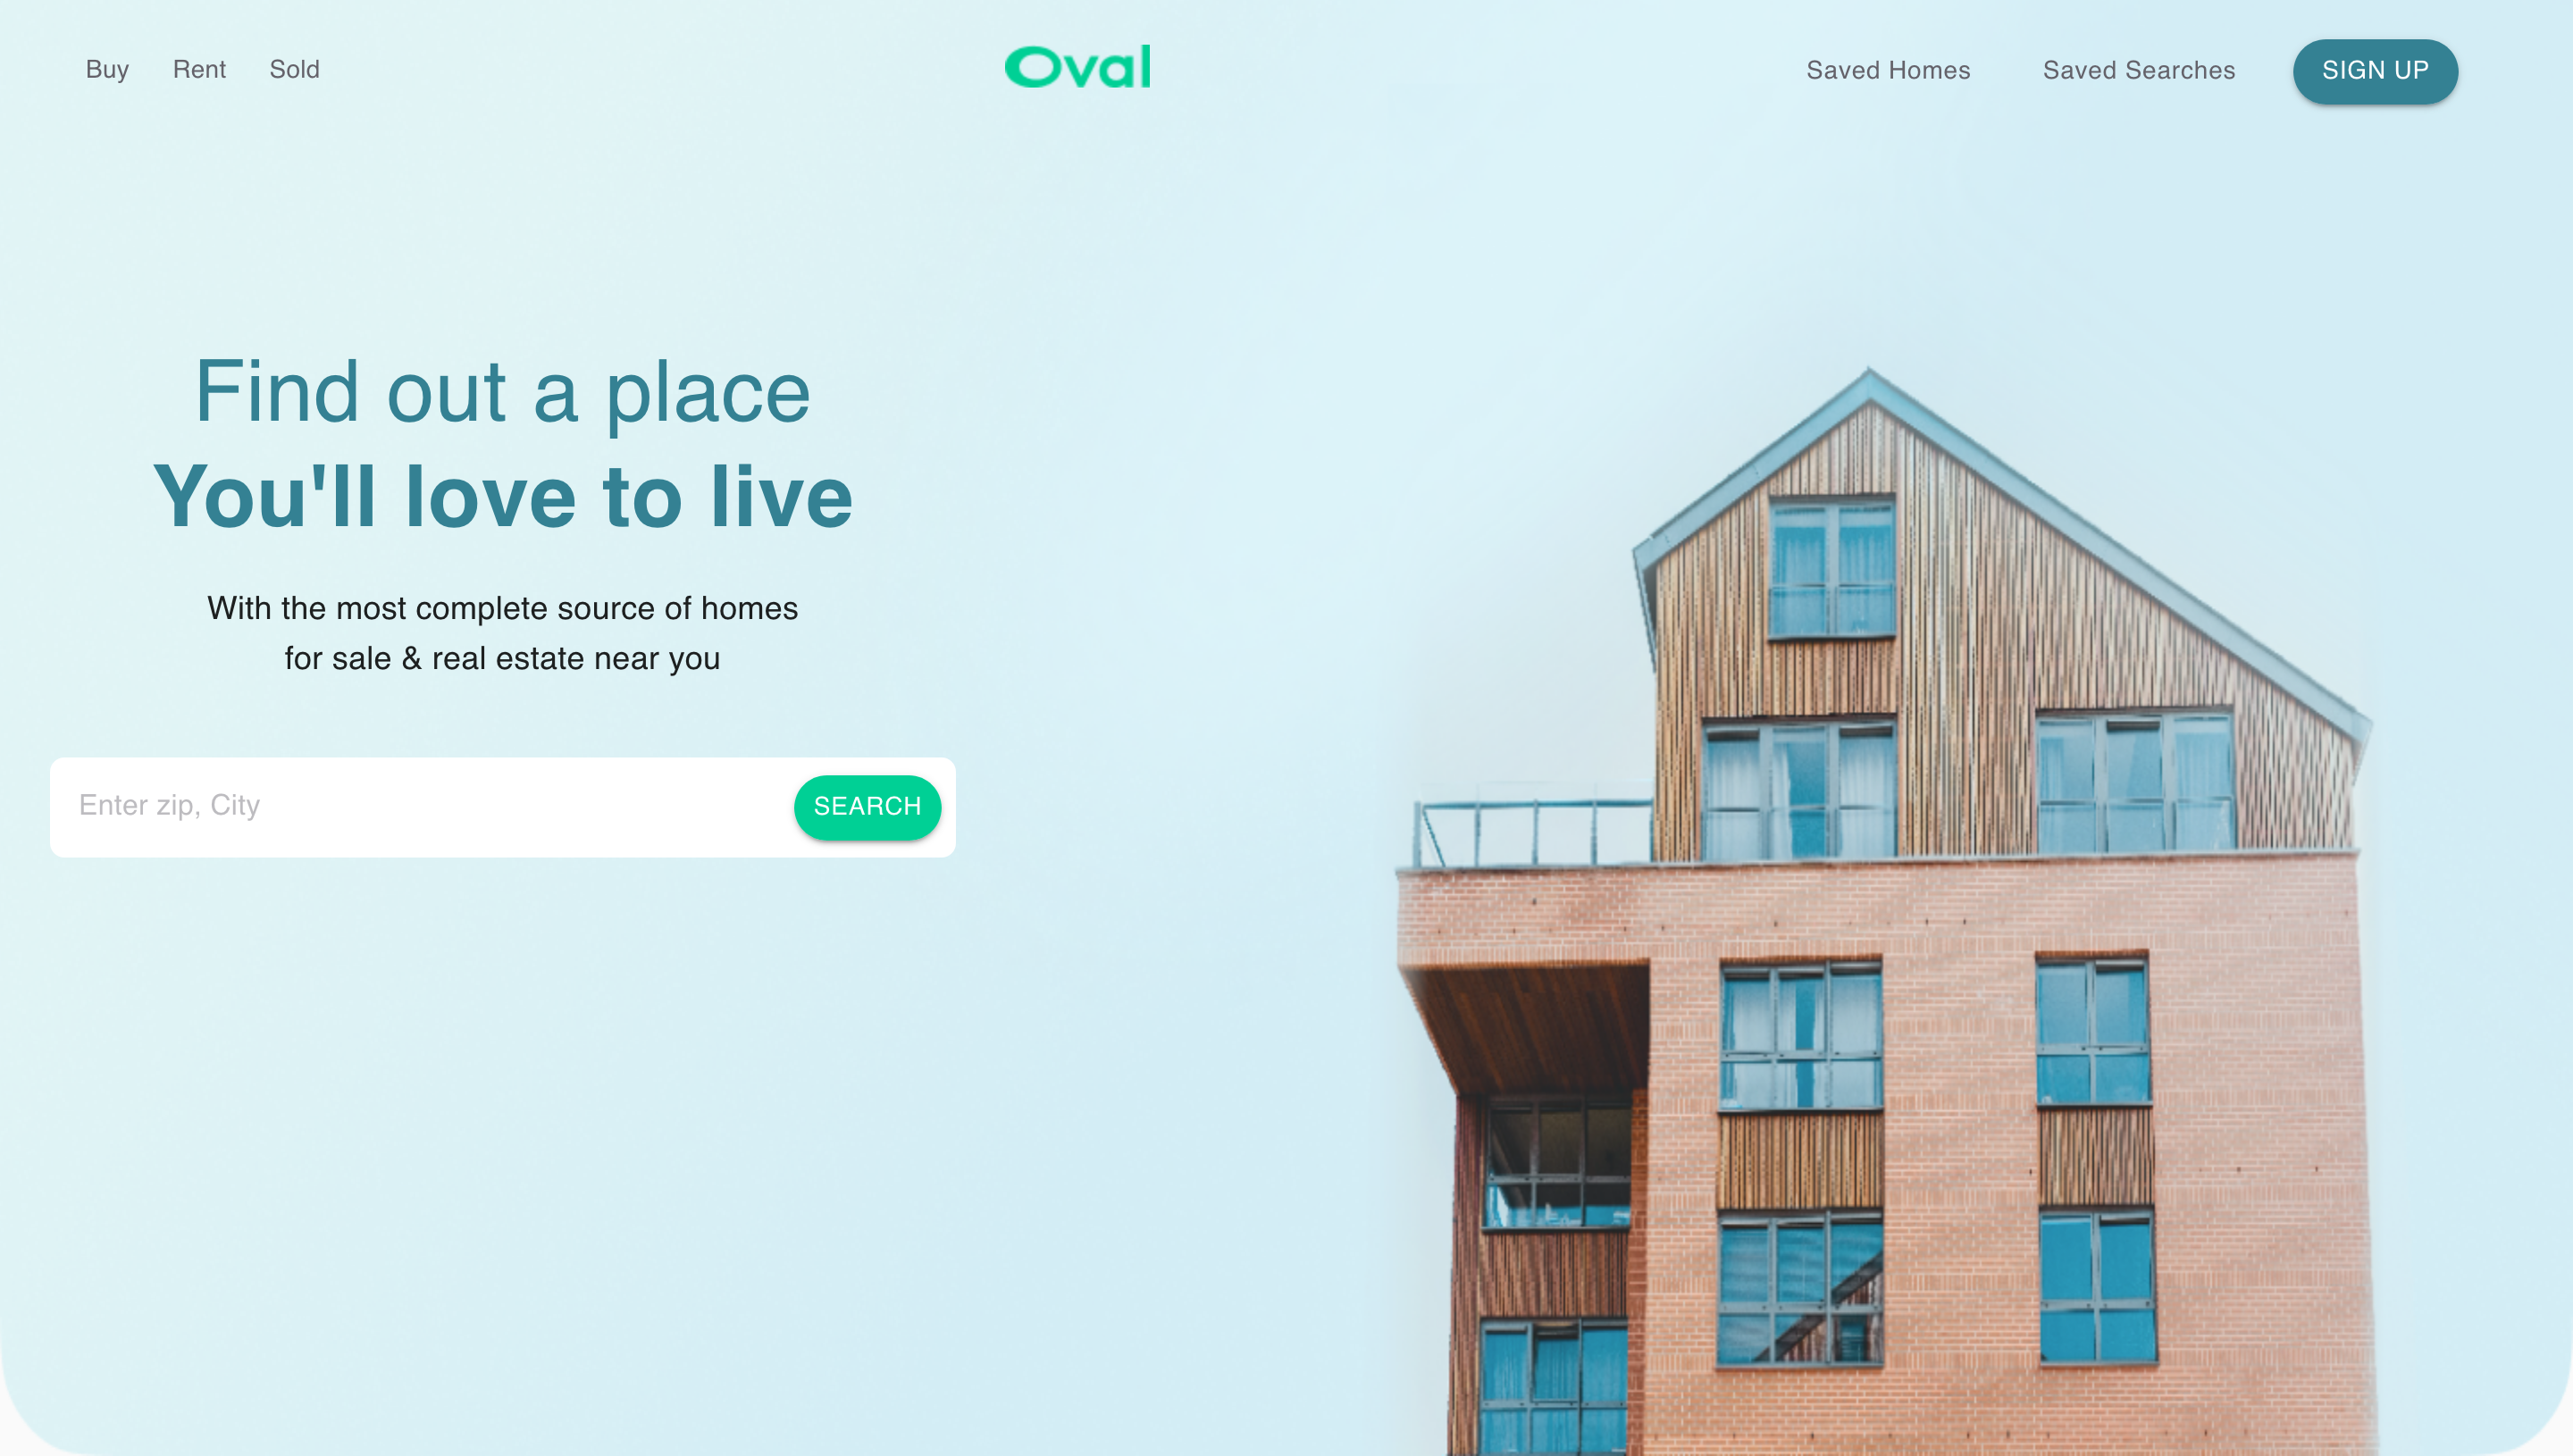 Buy Rent Sold Oval Saved Homes Saved Searches SIGN UP
Find out a place
You'll love to live
With the most complete source of homes
for sale & real estate near you
Enter zip, City SEARCH